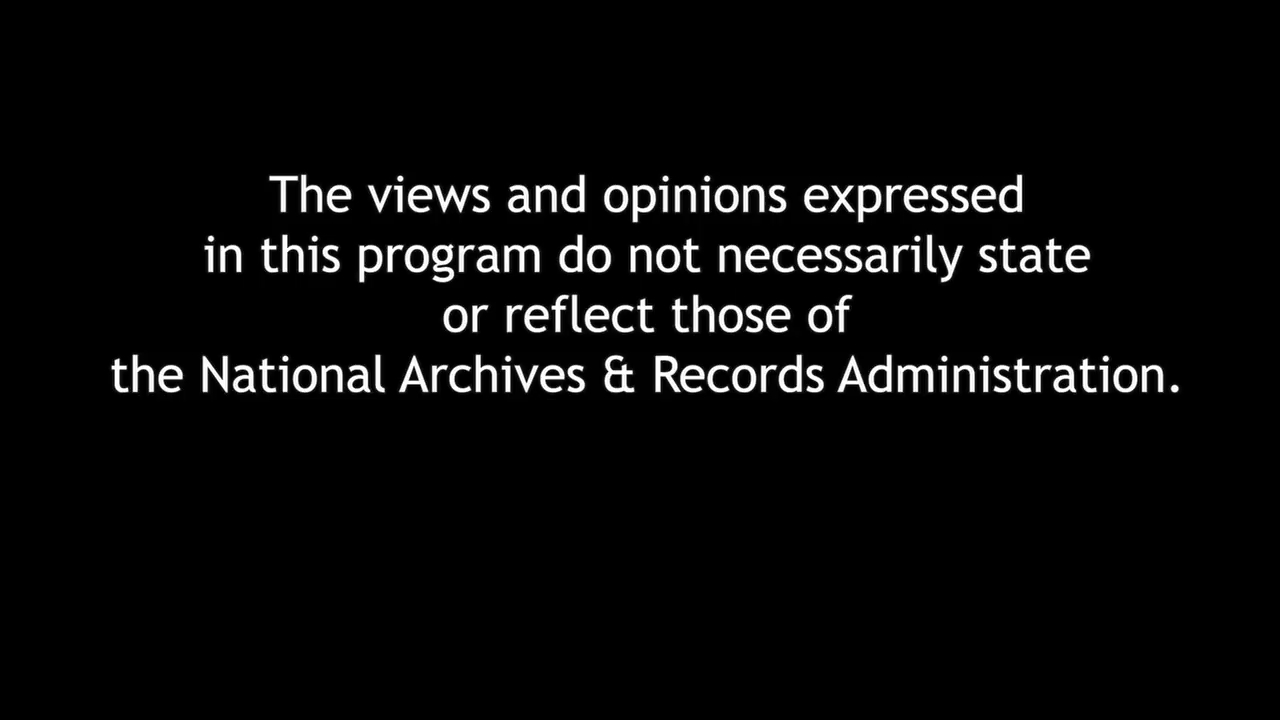 The views and opinions expressed
in this program do not necessarily state
or reflect those of
the National Archives & Records Administration.